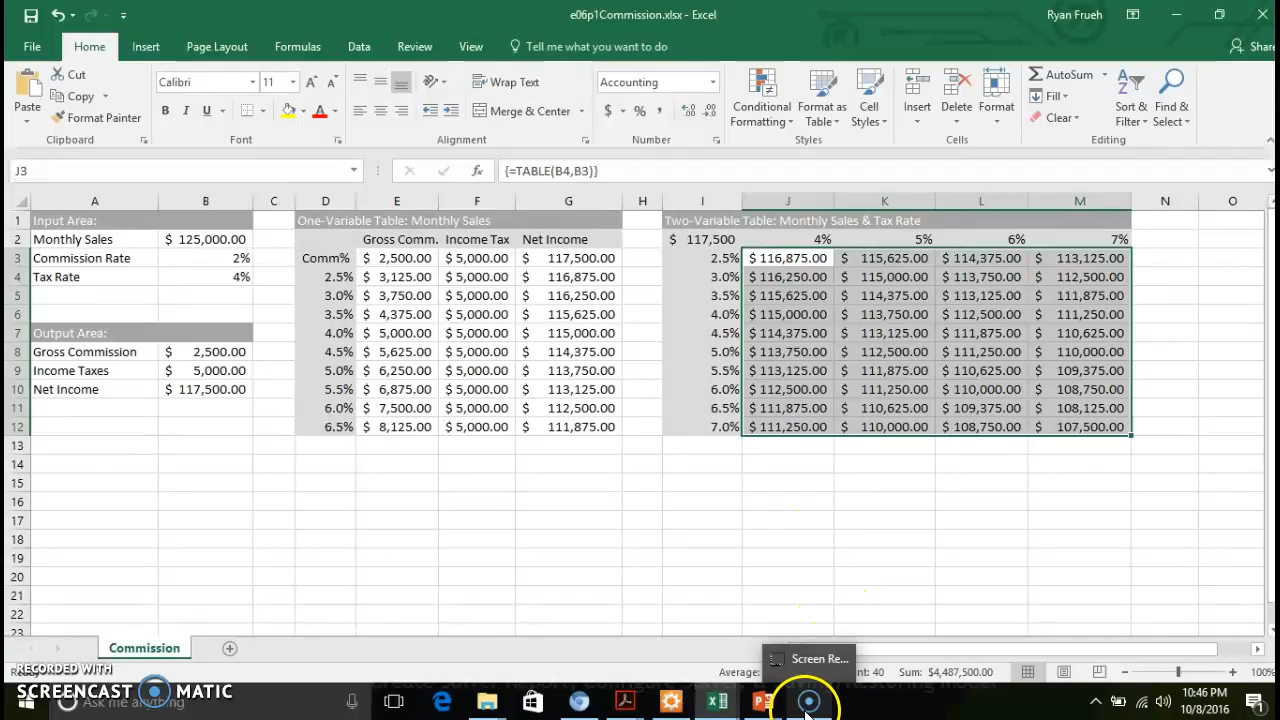 e06p1Commission.xlsx - Excel Ryan Frueh
File Home Insert Page Layout Formulas Data Review View Tell me what you want to do Share
Paste Cut Calibri 11 Wrap Text Accounting Conditional Formatting Format as Table Cell Styles Insert Delete Format AutoSum Sort & Filter Find & Select
Copy Fill
Format Painter B I U Merge & Center $ % Clear
Clipboard Font Alignment Number Styles Cells Editing
J3 fx {=TABLE(B4,B3)}
A B C D E F G H I J K L M N O
1 Input Area: One-Variable Table: Monthly Sales Two-Variable Table: Monthly Sales & Tax Rate
2 Monthly Sales $ 125,000.00 Gross Comm. Income Tax Net Income $ 117,500 4% 5% 6% 7%
3 Commission Rate 2% Comm% $ 2,500.00 $ 5,000.00 $ 117,500.00 2.5% $ 116,875.00 $ 115,625.00 $ 114,375.00 $ 113,125.00
4 Tax Rate 4% 2.5% $ 3,125.00 $ 5,000.00 $ 116,875.00 3.0% $ 116,250.00 $ 115,000.00 $ 113,750.00 $ 112,500.00
5 3.0% $ 3,750.00 $ 5,000.00 $ 116,250.00 3.5% $ 115,625.00 $ 114,375.00 $ 113,125.00 $ 111,875.00
6 3.5% $ 4,375.00 $ 5,000.00 $ 115,625.00 4.0% $ 115,000.00 $ 113,750.00 $ 112,500.00 $ 111,250.00
7 Output Area: 4.0% $ 5,000.00 $ 5,000.00 $ 115,000.00 4.5% $ 114,375.00 $ 113,125.00 $ 111,875.00 $ 110,625.00
8 Gross Commission $ 2,500.00 4.5% $ 5,625.00 $ 5,000.00 $ 114,375.00 5.0% $ 113,750.00 $ 112,500.00 $ 111,250.00 $ 110,000.00
9 Income Taxes $ 5,000.00 5.0% $ 6,250.00 $ 5,000.00 $ 113,750.00 5.5% $ 113,125.00 $ 111,875.00 $ 110,625.00 $ 109,375.00
10 Net Income $ 117,500.00 5.5% $ 6,875.00 $ 5,000.00 $ 113,125.00 6.0% $ 112,500.00 $ 111,250.00 $ 110,000.00 $ 108,750.00
11 6.0% $ 7,500.00 $ 5,000.00 $ 112,500.00 6.5% $ 111,875.00 $ 110,625.00 $ 109,375.00 $ 108,125.00
12 6.5% $ 8,125.00 $ 5,000.00 $ 111,875.00 7.0% $ 111,250.00 $ 110,000.00 $ 108,750.00 $ 107,500.00
13
14
15
16
17
18
19
20
21
22
23
Commission
Screen Re...
RECORDED WITH Average: nt: 40 Sum: $4,487,500.00 100%
SCREENCAST MATIC
Ask me anything 10:46 PM
10/8/2016